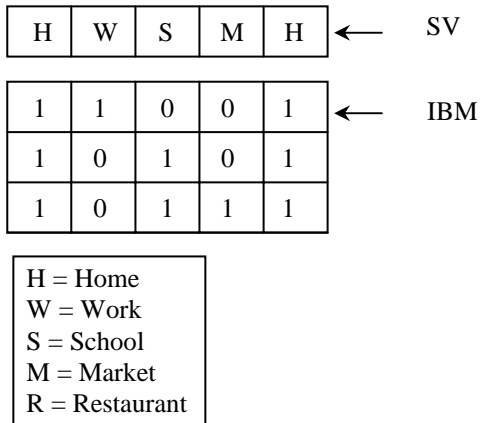 H W S M H SV
1 1 0 0 1 IBM
1 0 1 0 1
1 0 1 1 1
H = Home
W = Work
S = School
M = Market
R = Restaurant